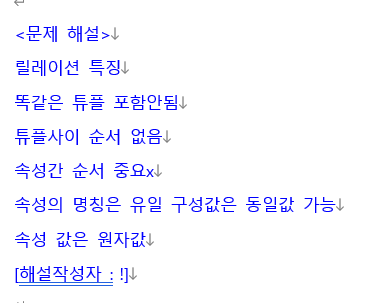 <문제 해설>
릴레이션 특징
똑같은 튜플 포함안됨
튜플사이 순서 없음
속성간 순서 중요x
속성의 명칭은 유일 구성값은 동일값 가능
속성 값은 원자값
[해설작성자 : !]